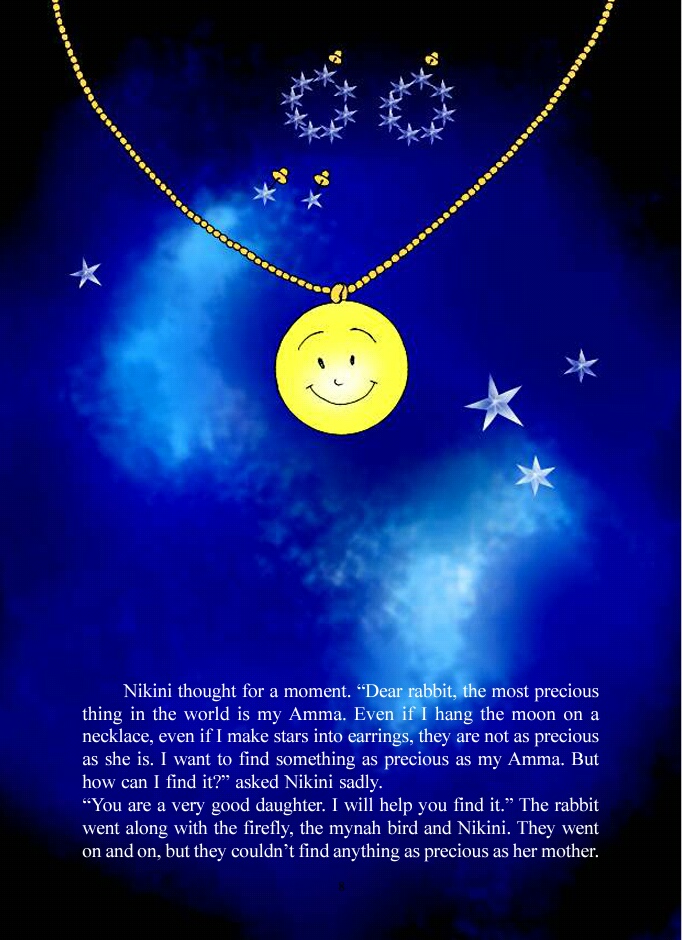 Nikini thought for a moment. “Dear rabbit, the most precious
thing in the world is my Amma. Even if I hang the moon on a
necklace, even if I make stars into earrings, they are not as precious
as she is. I want to find something as precious as my Amma. But
how can I find it?” asked Nikini sadly.
“You are a very good daughter. I will help you find it.” The rabbit
went along with the firefly, the mynah bird and Nikini. They went
on and on, but they couldn’t find anything as precious as her mother.